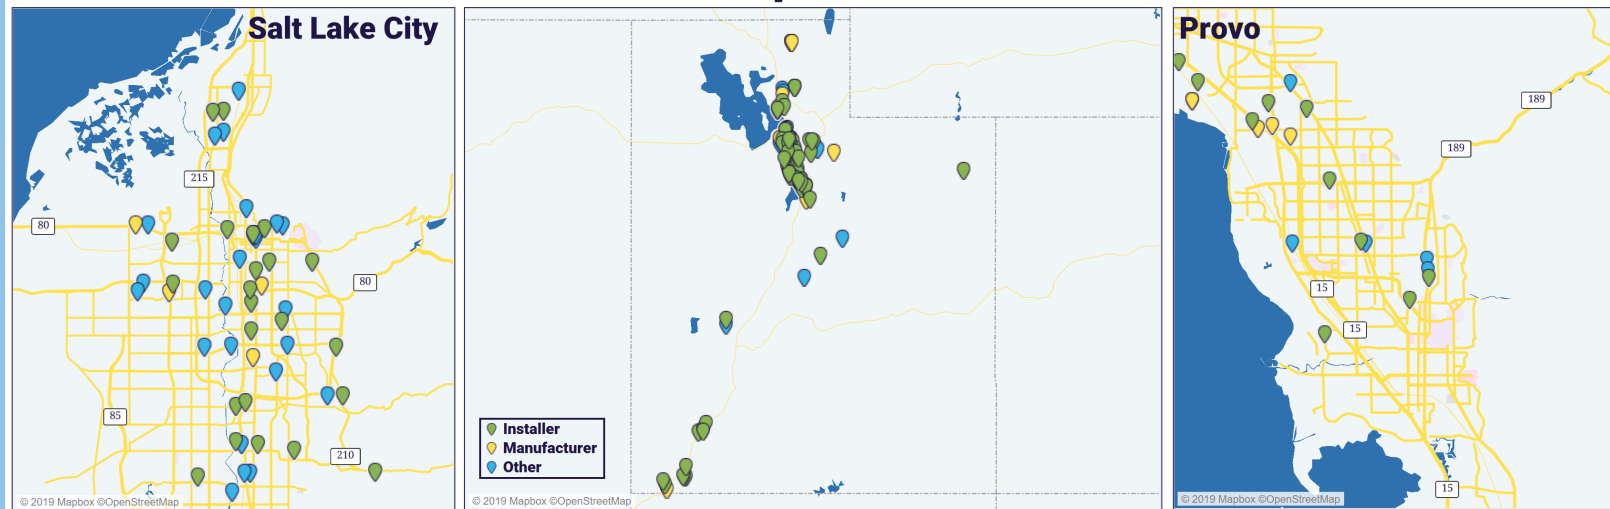 Salt Lake City
215
80
80
85
210
© 2019 Mapbox ©OpenStreetMap
Installer
Manufacturer
Other
© 2019 Mapbox ©OpenStreetMap
Provo
189
189
15
15
15
© 2019 Mapbox ©OpenStreetMap